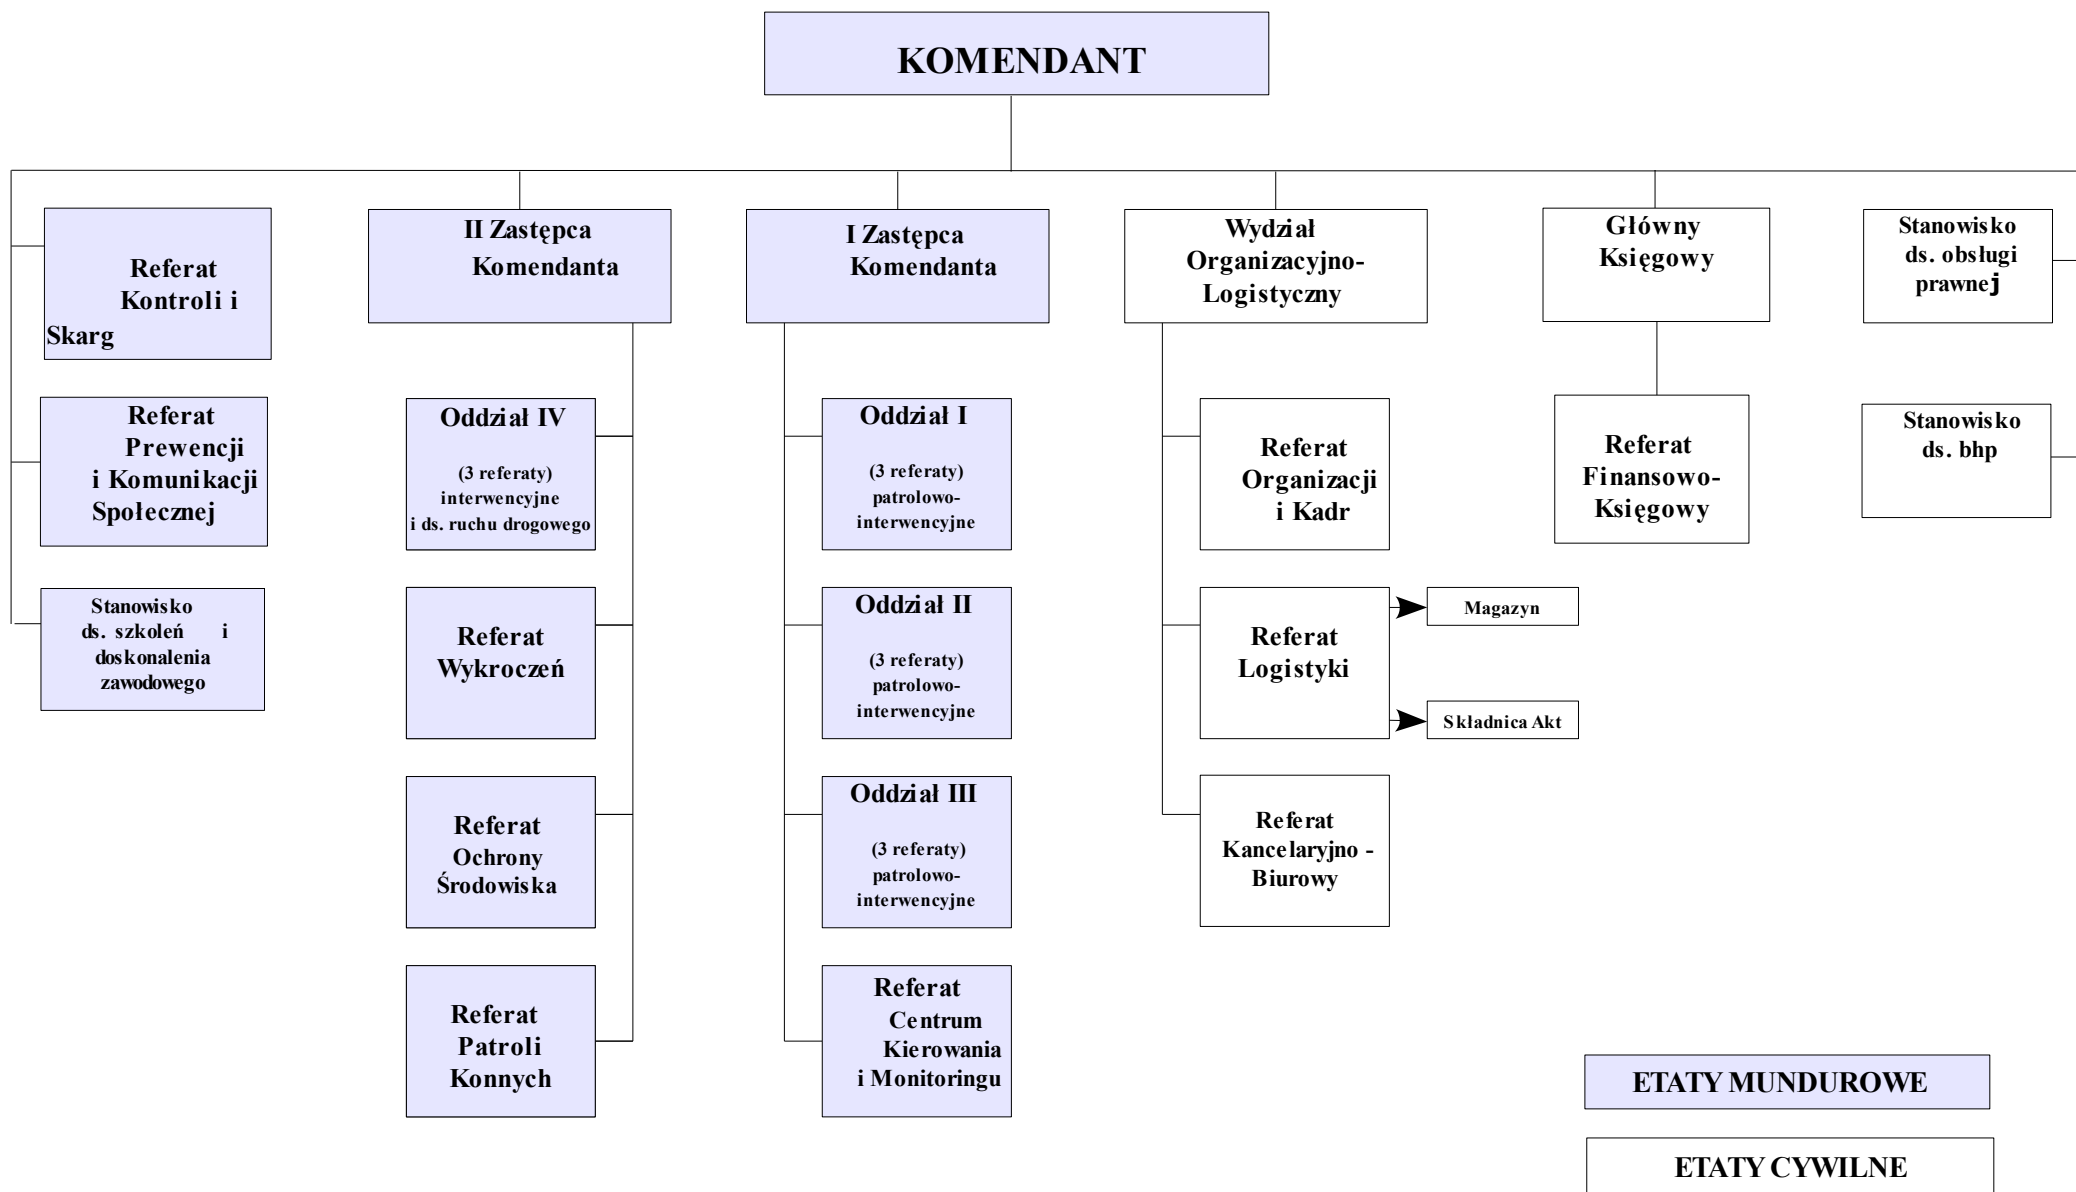 KOMENDANT
Referat
Kontroli i
Skarg
II Zastępca
Komendanta
I Zastępca
Komendanta
Wydział
Organizacyjno-
Logistyczny
Główny
Księgowy
Stanowisko
ds. obsługi
prawnej
Referat
Prewencji
i Komunikacji
Społecznej
Oddział IV
(3 referaty)
interwencyjne
i ds. ruchu drogowego
Oddział I
(3 referaty)
patrolowo-
interwencyjne
Referat
Organizacji
i Kadr
Referat
Finansowo-
Księgowy
Stanowisko
ds. bhp
Stanowisko
ds. szkoleń i
doskonalenia
zawodowego
Referat
Wykroczeń
Oddział II
(3 referaty)
patrolowo-
interwencyjne
Referat
Logistyki
Magazyn
Składnica Akt
Referat
Ochrony
Środowiska
Oddział III
(3 referaty)
patrolowo-
interwencyjne
Referat
Kancelaryjno -
Biurowy
Referat
Patroli
Konnych
Referat
Centrum
Kierowania
i Monitoringu
ETATY MUNDUROWE
ETATY CYWILNE